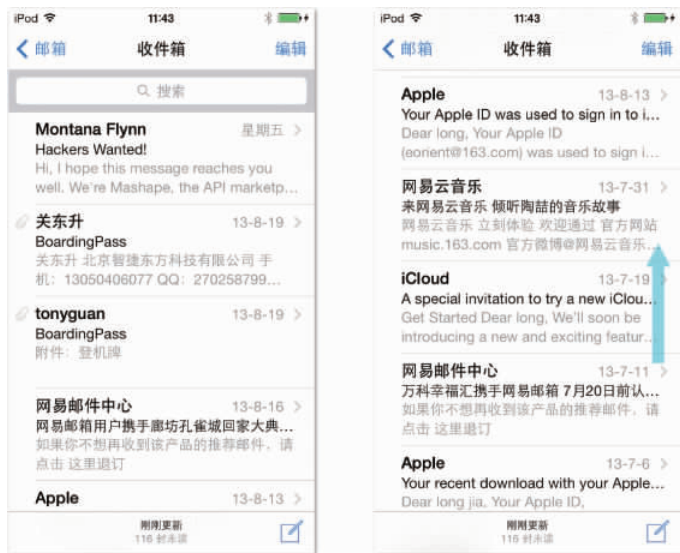 iPod 11:43
邮箱 收件箱 编辑
搜索
Montana Flynn 星期五
Hackers Wanted!
Hi, I hope this message reaches you
well. We're Mashape, the API marketp...
关东升 13-8-19
BoardingPass
关东升 北京智捷东方科技有限公司 手
机：13050406077 QQ：270258799...
tonyguan 13-8-19
BoardingPass
附件：登机牌
网易邮件中心 13-8-16
网易邮箱用户携手廊坊孔雀城回家大典...
如果你不想再收到该产品的推荐邮件，请
点击 这里退订
Apple 13-8-13
刚刚更新
116 封未读
iPod 11:43
邮箱 收件箱 编辑
Apple 13-8-13
Your Apple ID was used to sign in to i...
Dear long, Your Apple ID
(eorient@163.com) was used to sign i...
网易云音乐 13-7-31
来网易云音乐 倾听陶喆的音乐故事
网易云音乐 立刻体验 欢迎通过 官方网站
music.163.com 官方微博@网易云音乐...
iCloud 13-7-19
A special invitation to try a new iClou...
Get Started Dear long, We'll soon be
introducing a new and exciting featur...
网易邮件中心 13-7-11
万科幸福汇携手网易邮箱 7月20日前认...
如果你不想再收到该产品的推荐邮件，请
点击 这里退订
Apple 13-7-6
Your recent download with your Apple...
Dear long jia, Your Apple ID,
刚刚更新
116 封未读